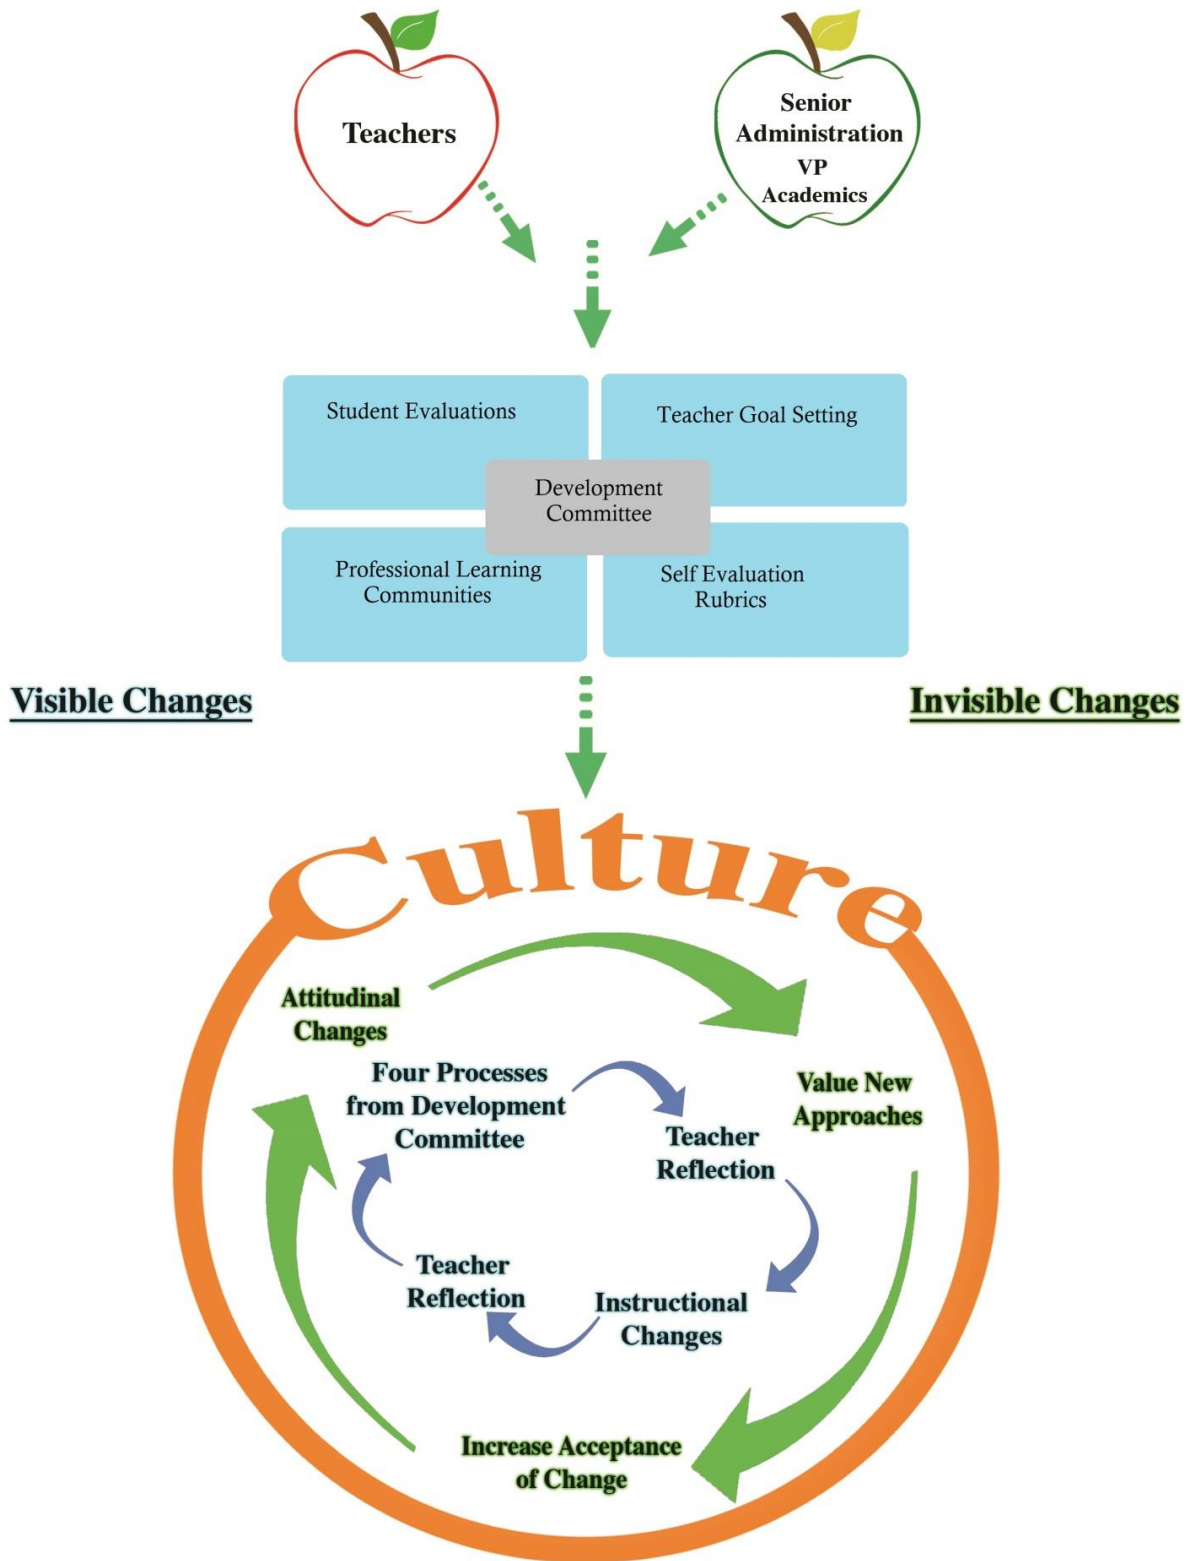 Teachers
Senior
Administration
VP
Academics
Student Evaluations
Teacher Goal Setting
Development
Committee
Professional Learning
Communities
Self Evaluation
Rubrics
Visible Changes
Invisible Changes
Culture
Attitudinal
Changes
Four Processes
from Development
Committee
Value New
Approaches
Teacher
Reflection
Teacher
Reflection
Instructional
Changes
Increase Acceptance
of Change